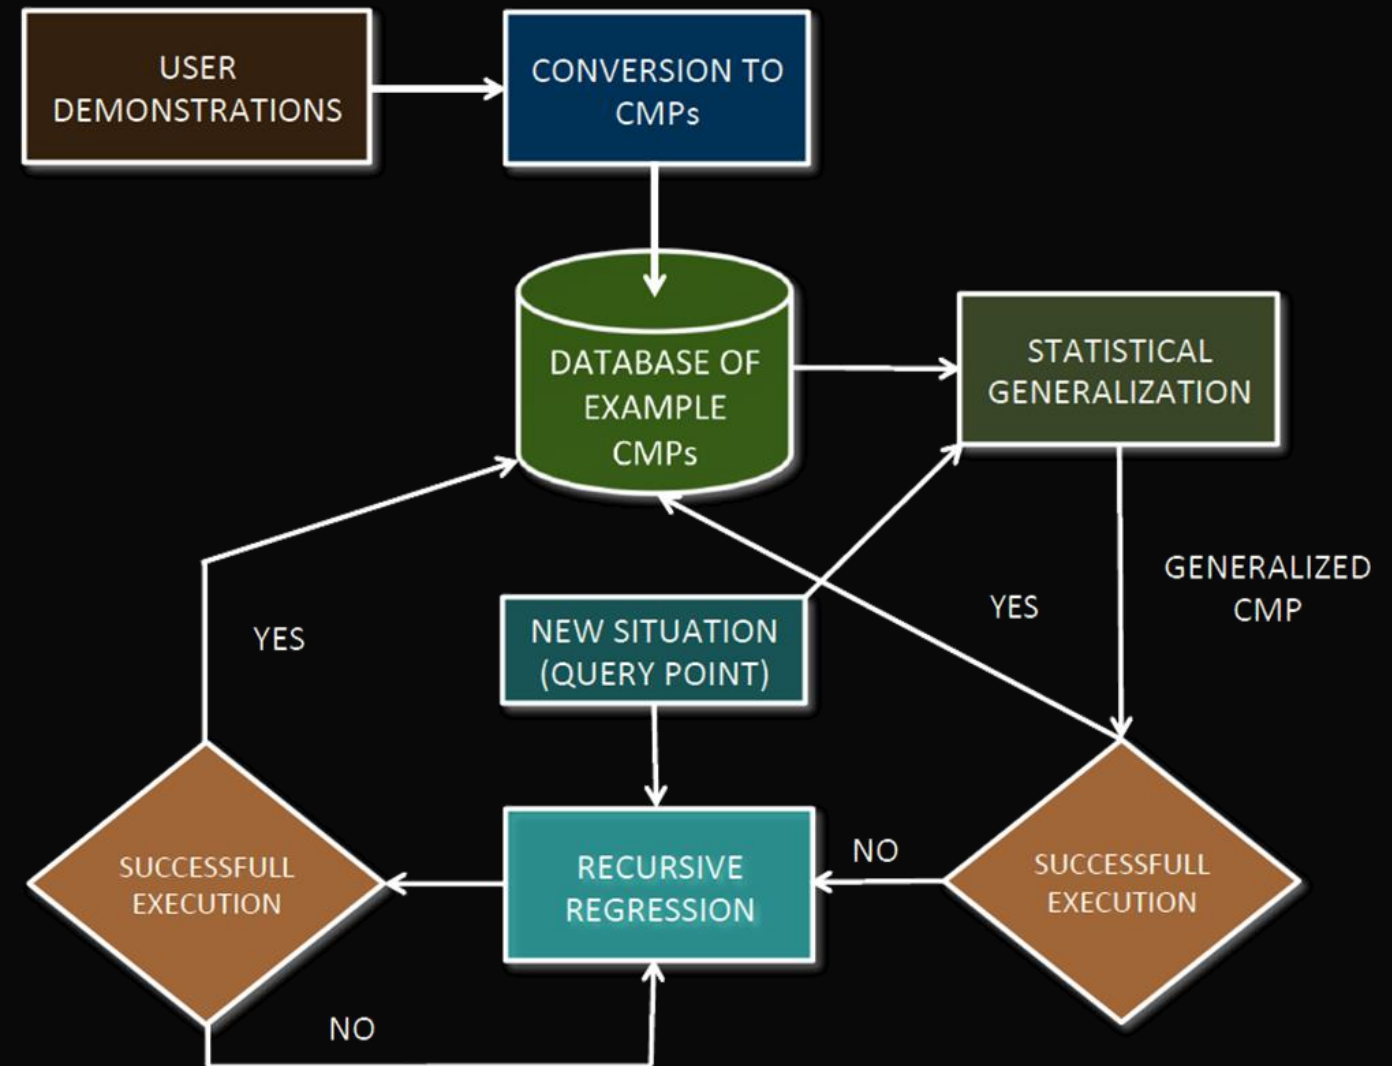 USER
DEMONSTRATIONS
CONVERSION TO
CMPs
DATABASE OF
EXAMPLE
CMPs
STATISTICAL
GENERALIZATION
GENERALIZED
CMP
YES
NEW SITUATION
(QUERY POINT)
YES
SUCCESSFULL
EXECUTION
RECURSIVE
REGRESSION
NO
SUCCESSFULL
EXECUTION
NO